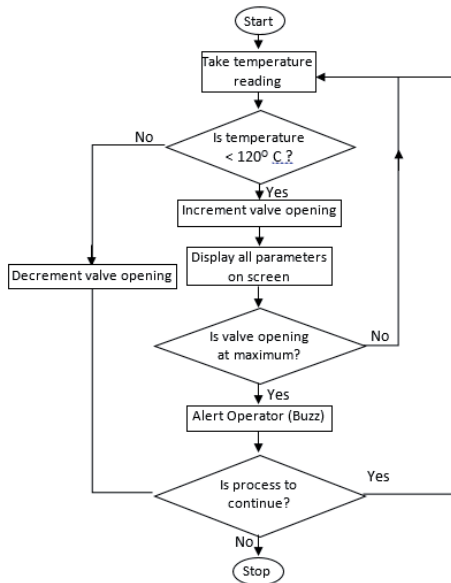 Start
Take temperature
reading
Is temperature
< 120⁰ C ?
No
Yes
Increment valve opening
Display all parameters
on screen
Decrement valve opening
Is valve opening
at maximum?
No
Yes
Alert Operator (Buzz)
Is process to
continue?
Yes
No
Stop